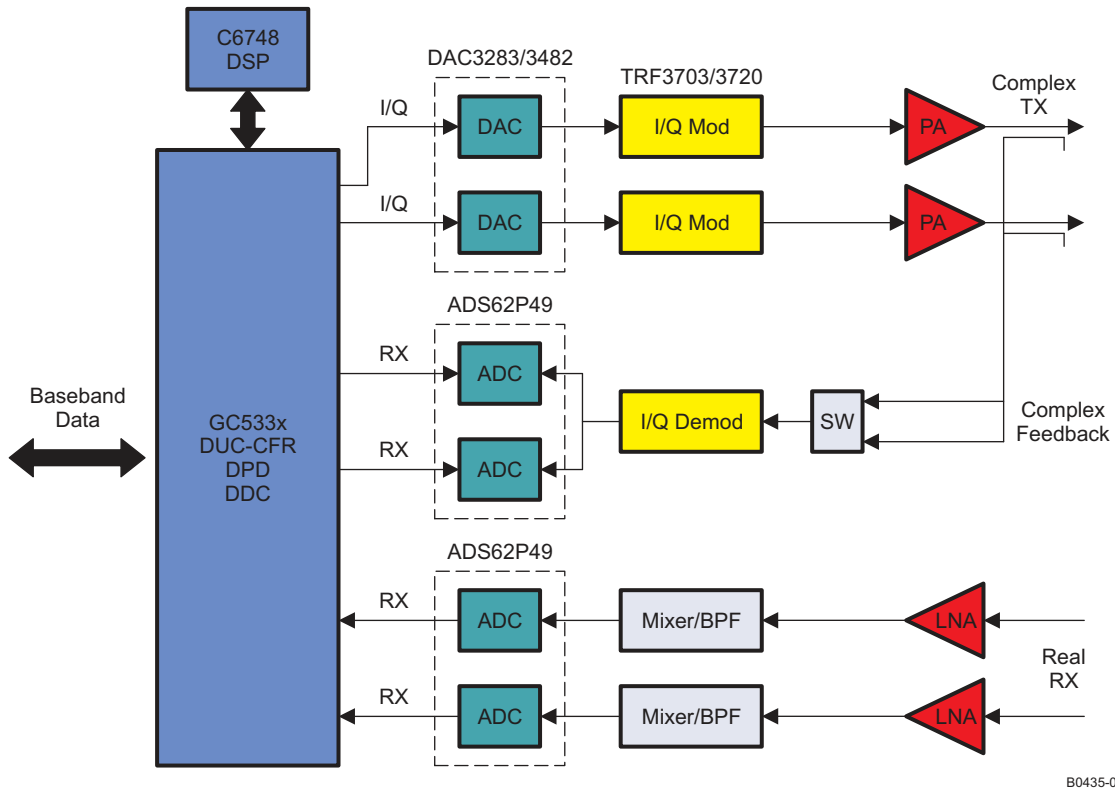 C6748
DSP
DAC3283/3482
TRF3703/3720
Complex
TX
I/Q
DAC
I/Q Mod
PA
I/Q
DAC
I/Q Mod
PA
ADS62P49
RX
ADC
Baseband
Data
GC533x
DUC-CFR
DPD
DDC
I/Q Demod
SW
Complex
Feedback
RX
ADC
ADS62P49
RX
ADC
Mixer/BPF
LNA
Real
RX
RX
ADC
Mixer/BPF
LNA